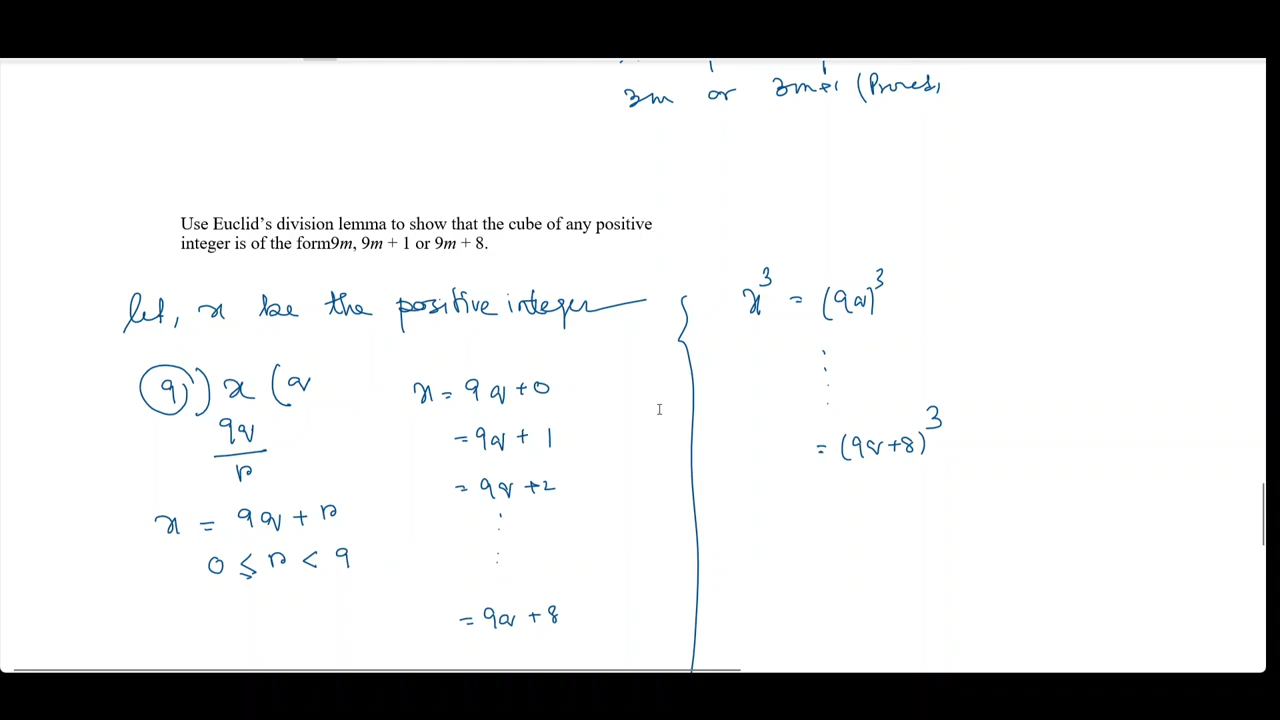 3m or 3m+1 (Proved)
Use Euclid's division lemma to show that the cube of any positive
integer is of the form9m, 9m + 1 or 9m + 8.
let, x be the positive integer
9) x (q
9q
r
x = 9q + r
0 ≤ r < 9
x = 9q + 0
= 9q + 1
= 9q + 2
= 9q + 8
x³ = (9q)³
= (9q+8)³